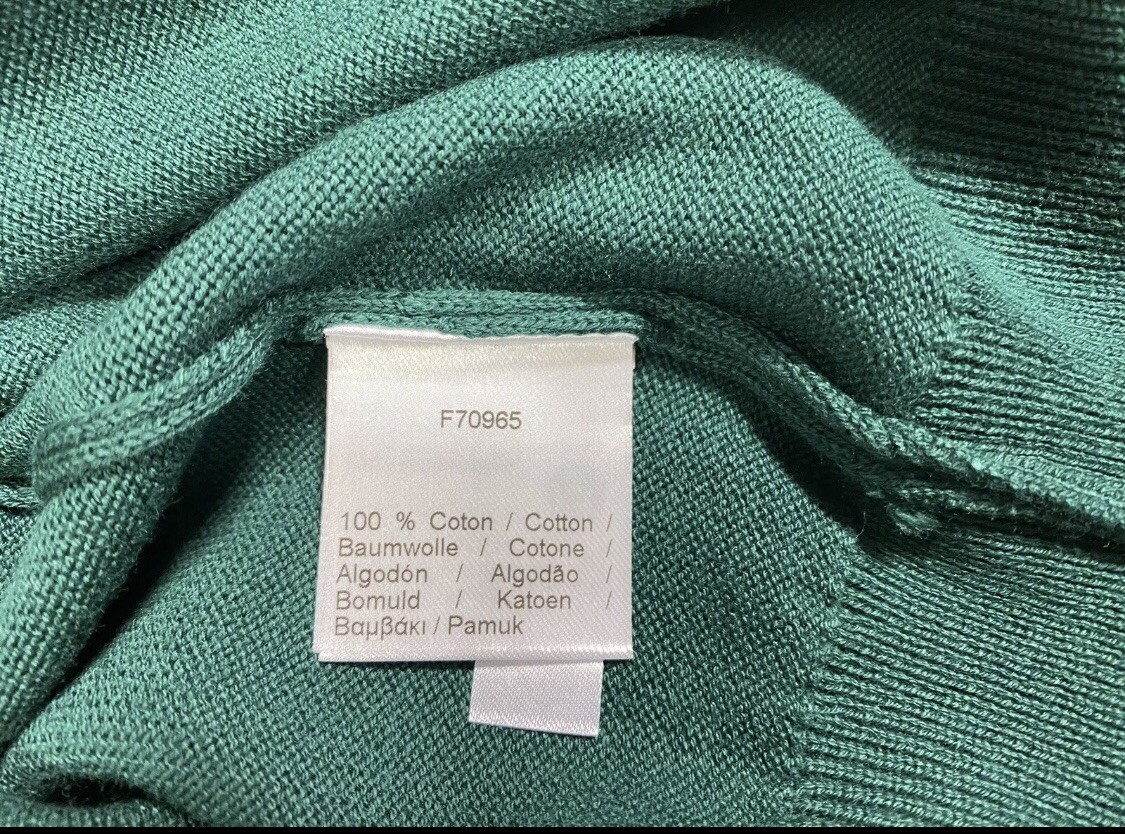 F70965
100 % Coton / Cotton /
Baumwolle / Cotone /
Algodón / Algodão /
Bomuld / Katoen /
Βαμβάκι / Pamuk